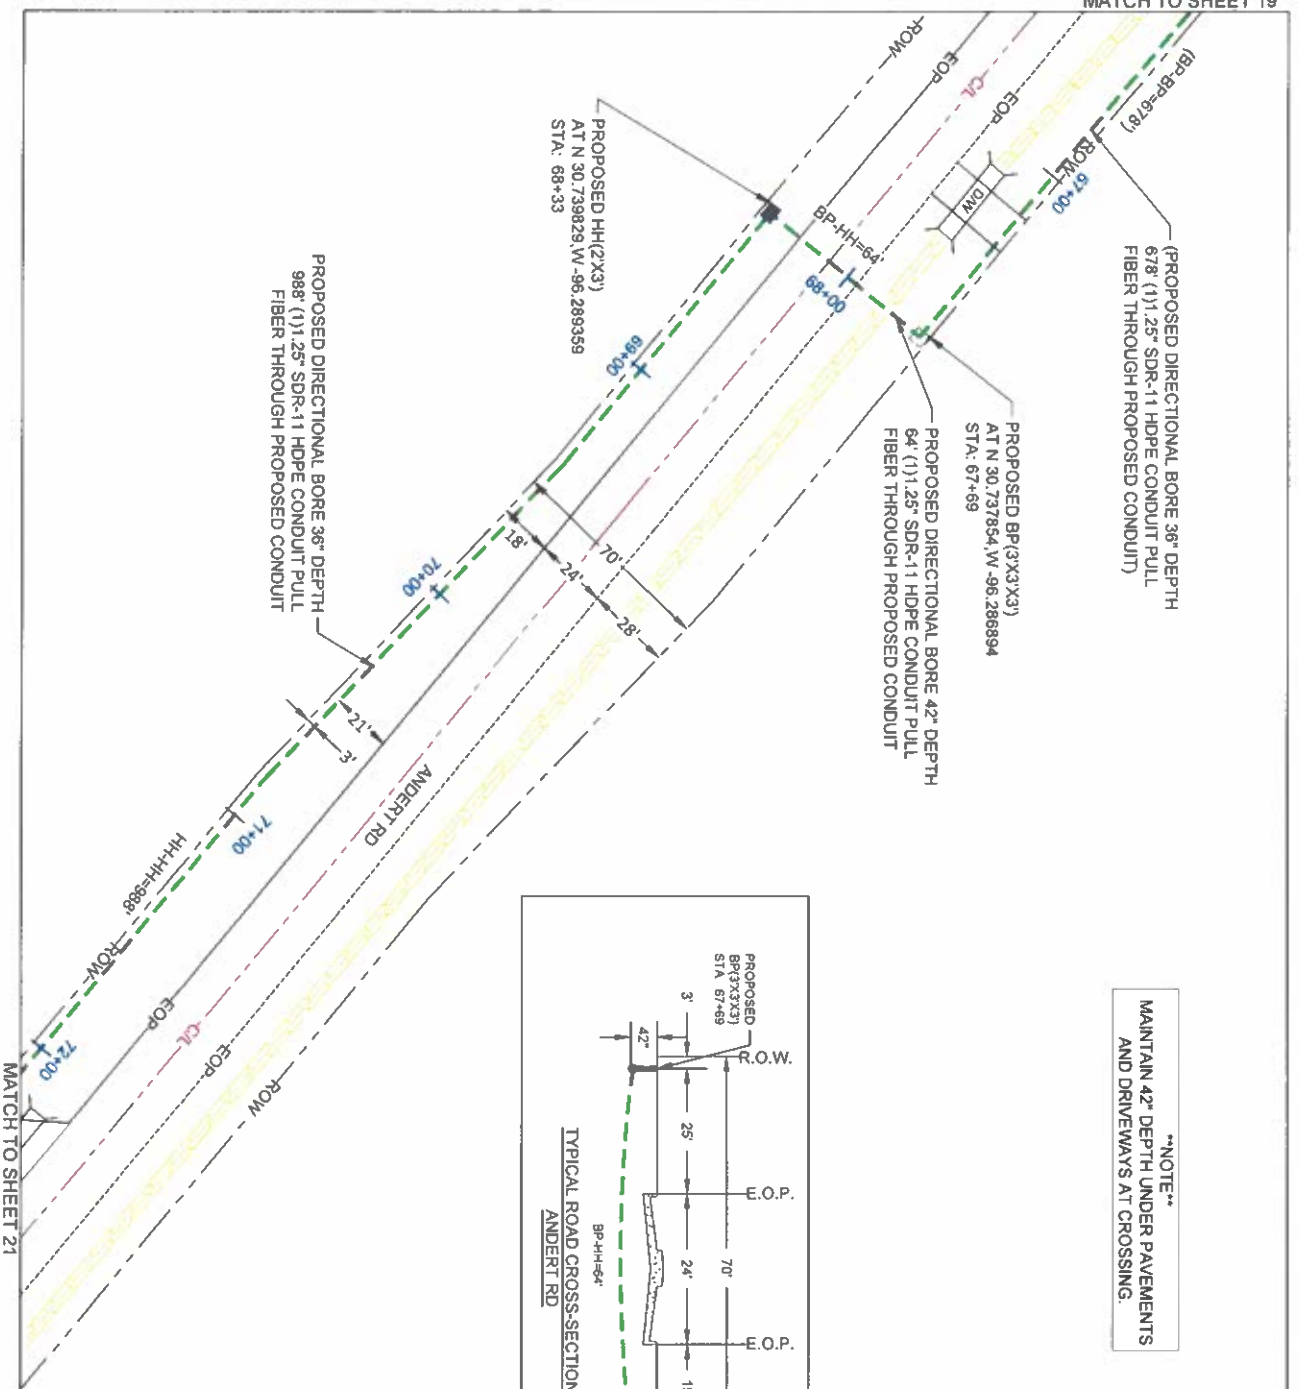 MATCH TO SHEET 19
**NOTE**
MAINTAIN 42" DEPTH UNDER PAVEMENTS
AND DRIVEWAYS AT CROSSING.
(BP-BP=678')
67+00
ROW
(PROPOSED DIRECTIONAL BORE 36" DEPTH
678' (1)1.25" SDR-11 HDPE CONDUIT PULL
FIBER THROUGH PROPOSED CONDUIT)
D/W
ROW
EOP
C/L
EOP
PROPOSED BP(3'X3'X3')
AT N 30.737854,W -96.286894
STA: 67+69
PROPOSED DIRECTIONAL BORE 42" DEPTH
64' (1)1.25" SDR-11 HDPE CONDUIT PULL
FIBER THROUGH PROPOSED CONDUIT
BP-HH=64'
68+00
PROPOSED HH(2'X3')
AT N 30.739829,W -96.289359
STA: 68+33
69+00
PROPOSED DIRECTIONAL BORE 36" DEPTH
988' (1)1.25" SDR-11 HDPE CONDUIT PULL
FIBER THROUGH PROPOSED CONDUIT
70'
18'
24'
28'
70+00
21'
3'
ANDERT RD
71+00
HH-HH=988'
ROW
EOP
C/L
EOP
ROW
72+00
MATCH TO SHEET 21
PROPOSED
BP(3'X3'X3')
STA 67+69
R.O.W.
E.O.P.
E.O.P.
70'
3'
25'
24'
42"
BP-HH=64'
TYPICAL ROAD CROSS-SECTION
ANDERT RD